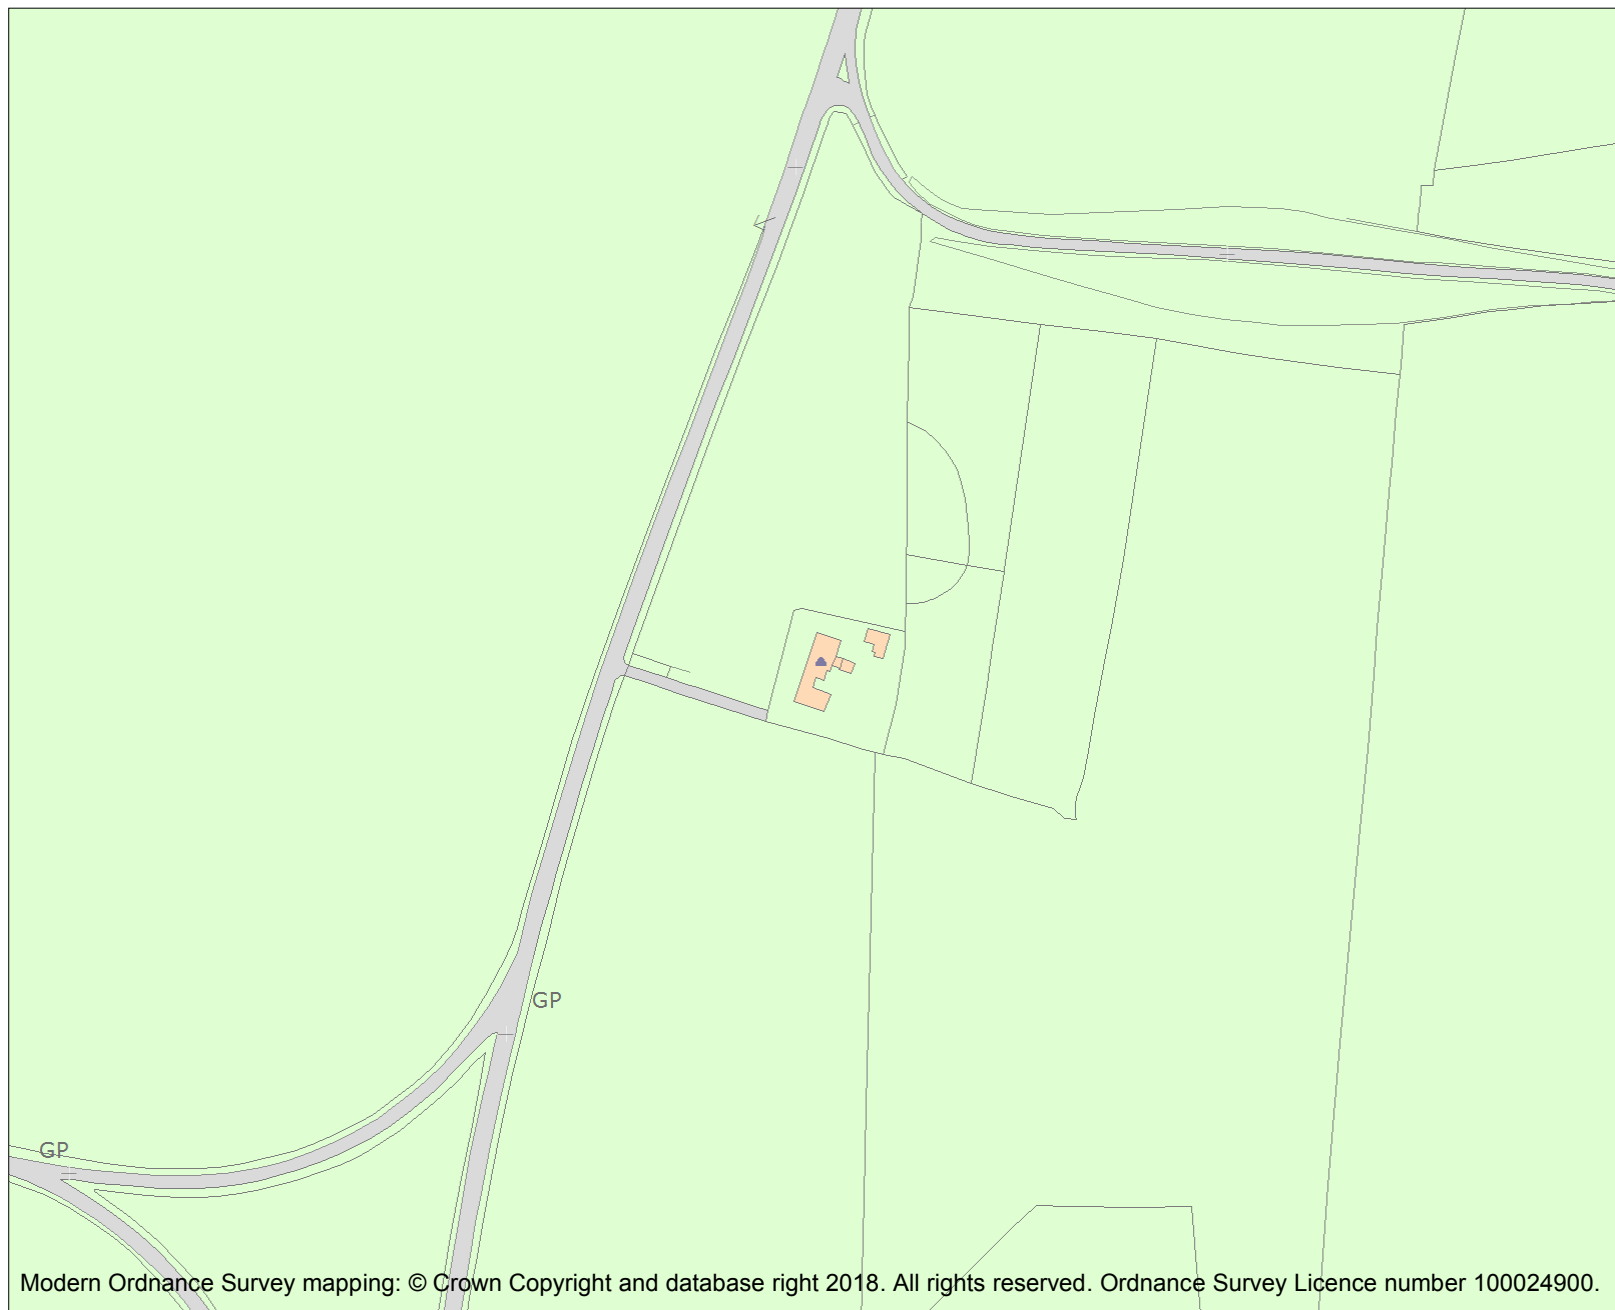 GP
GP
Modern Ordnance Survey mapping: © Crown Copyright and database right 2018. All rights reserved. Ordnance Survey Licence number 100024900.